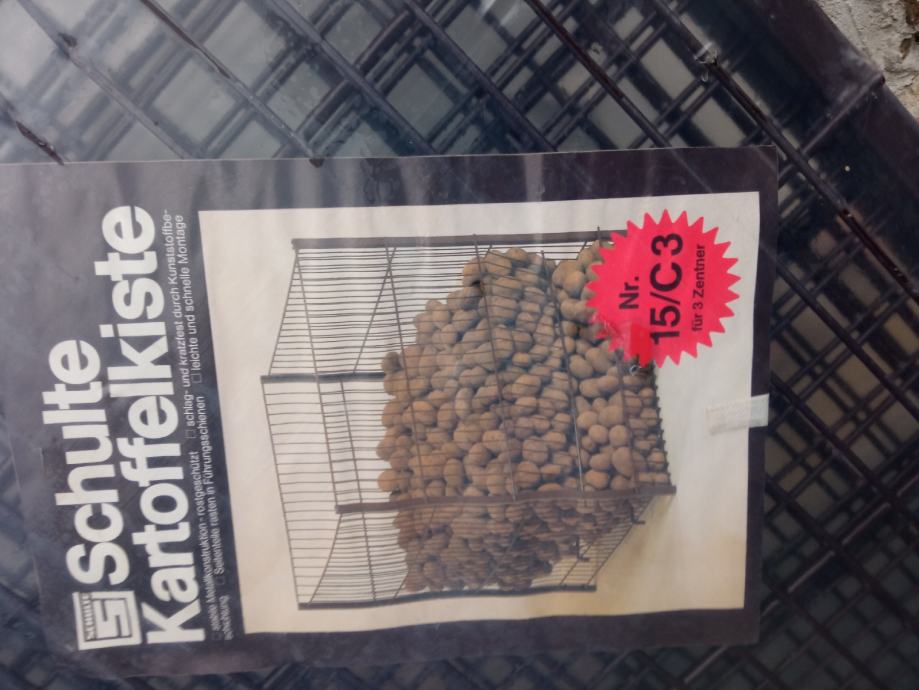 SCHULTE
Schulte
Kartoffelkiste
□ stabile Metallkonstruktion - rostgeschützt □ schlag- und kratzfest durch Kunststoffbe-
schichtung □ Seitenteile rasten in Führungsschienen □ leichte und schnelle Montage
Nr.
15/C3
für 3 Zentner